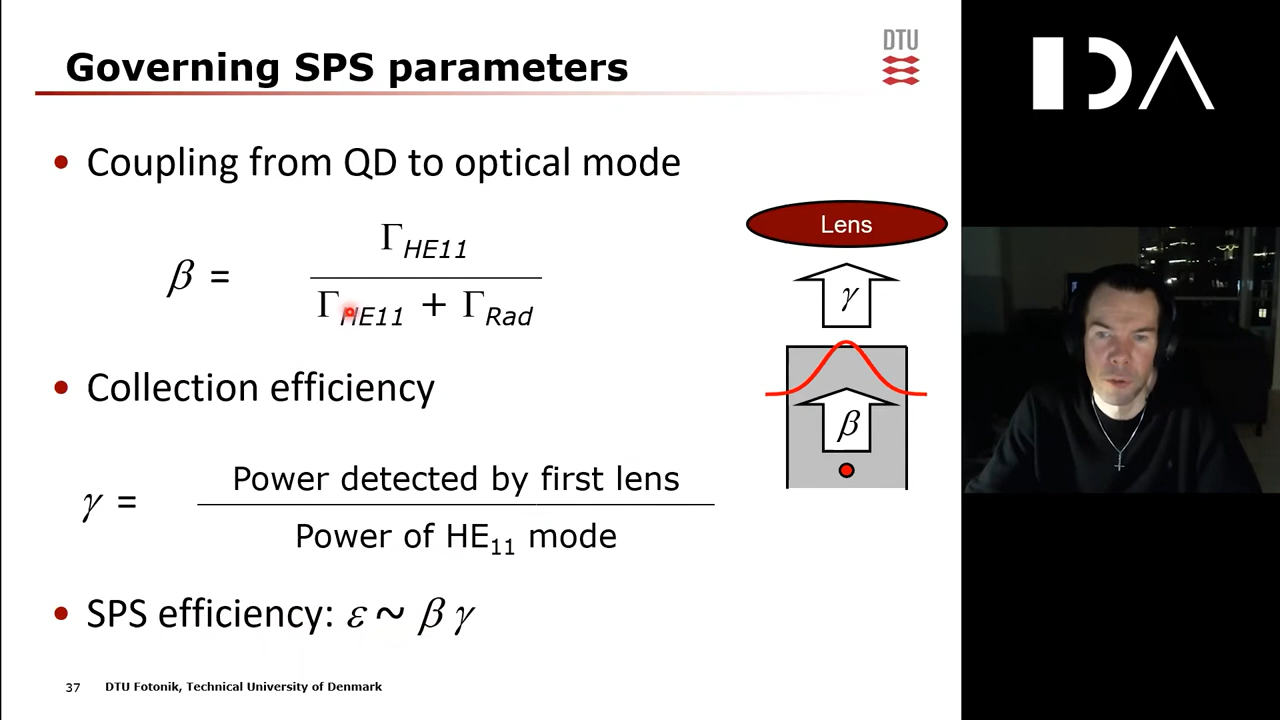 Governing SPS parameters
DTU
IDA
• Coupling from QD to optical mode
β = Γ_HE11 / (Γ_HE11 + Γ_Rad)
Lens
γ
β
• Collection efficiency
γ = Power detected by first lens / Power of HE₁₁ mode
• SPS efficiency: ε ~ β γ
37 DTU Fotonik, Technical University of Denmark